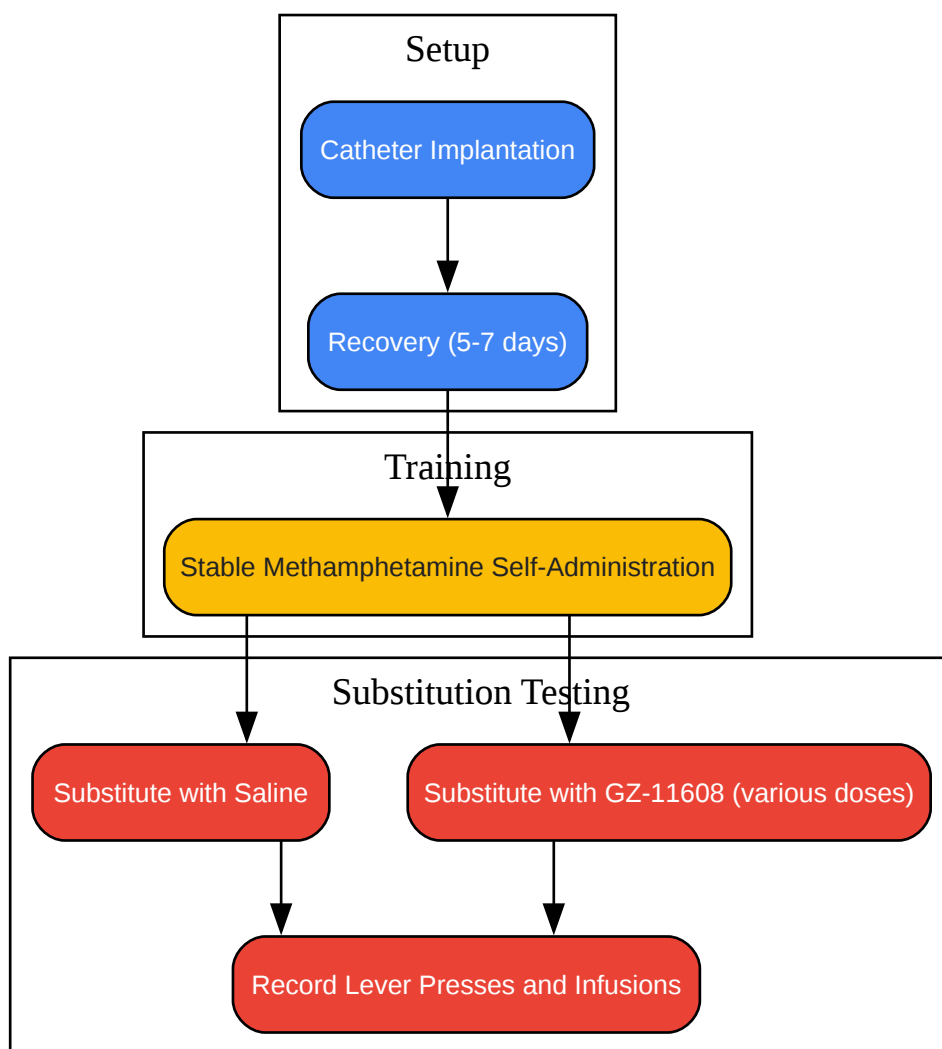 Setup
Catheter Implantation
Recovery (5-7 days)
Training
Stable Methamphetamine Self-Administration
Substitution Testing
Substitute with Saline
Substitute with GZ-11608 (various doses)
Record Lever Presses and Infusions